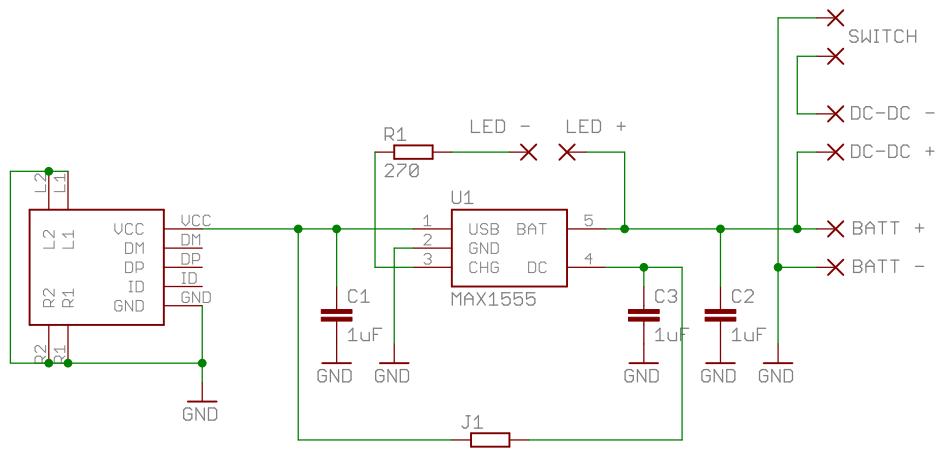 SWITCH
DC-DC -
DC-DC +
LED -
LED +
R1
270
L2
L1
U1
VCC
1
USB
BAT
5
BATT +
L2
L1
VCC
DM
DM
2
GND
DP
DP
3
CHG
DC
4
BATT -
ID
ID
R2
R1
GND
GND
MAX1555
C1
1uF
C3
1uF
C2
1uF
R2
R1
GND
GND
GND
GND
GND
GND
J1